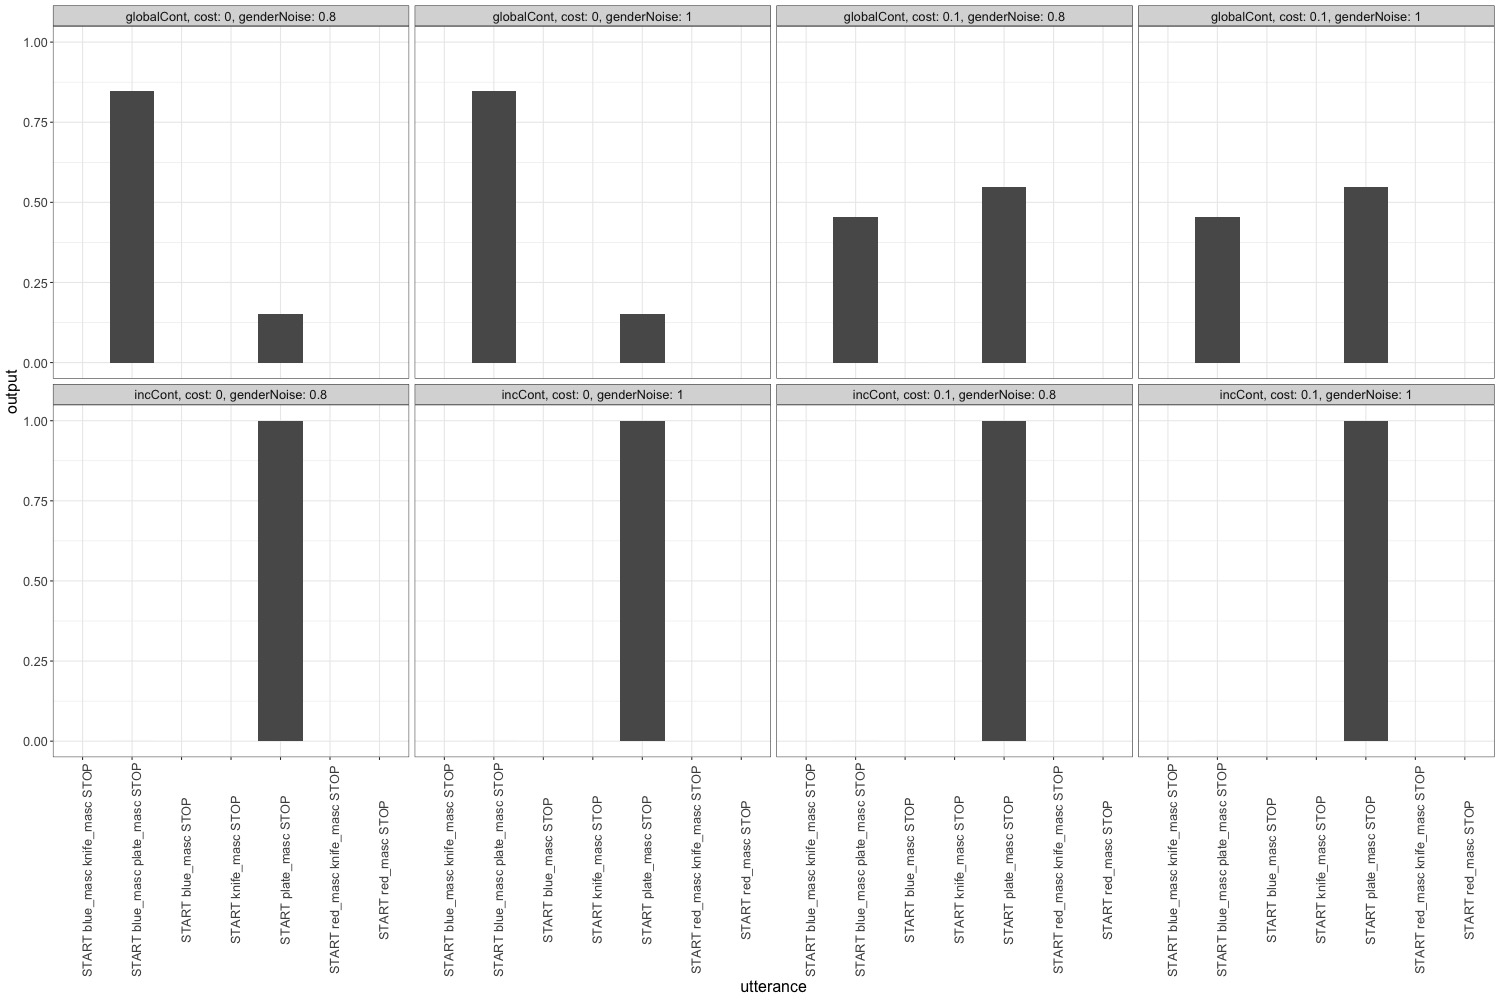 globalCont, cost: 0, genderNoise: 0.8
globalCont, cost: 0, genderNoise: 1
globalCont, cost: 0.1, genderNoise: 0.8
globalCont, cost: 0.1, genderNoise: 1
1.00
0.75
0.50
0.25
0.00
incCont, cost: 0, genderNoise: 0.8
incCont, cost: 0, genderNoise: 1
incCont, cost: 0.1, genderNoise: 0.8
incCont, cost: 0.1, genderNoise: 1
1.00
0.75
0.50
0.25
0.00
output
START blue_masc knife_masc STOP
START blue_masc plate_masc STOP
START blue_masc STOP
START knife_masc STOP
START plate_masc STOP
START red_masc knife_masc STOP
START red_masc STOP
START blue_masc knife_masc STOP
START blue_masc plate_masc STOP
START blue_masc STOP
START knife_masc STOP
START plate_masc STOP
START red_masc knife_masc STOP
START red_masc STOP
START blue_masc knife_masc STOP
START blue_masc plate_masc STOP
START blue_masc STOP
START knife_masc STOP
START plate_masc STOP
START red_masc knife_masc STOP
START red_masc STOP
START blue_masc knife_masc STOP
START blue_masc plate_masc STOP
START blue_masc STOP
START knife_masc STOP
START plate_masc STOP
START red_masc knife_masc STOP
START red_masc STOP
utterance